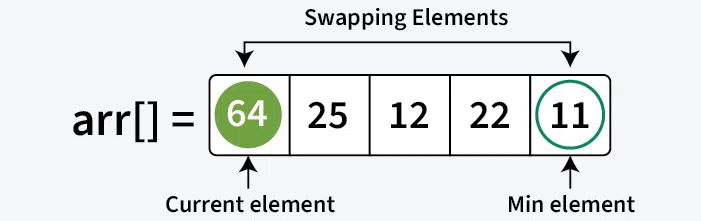 Swapping Elements
arr[] = 64 25 12 22 11
Current element Min element